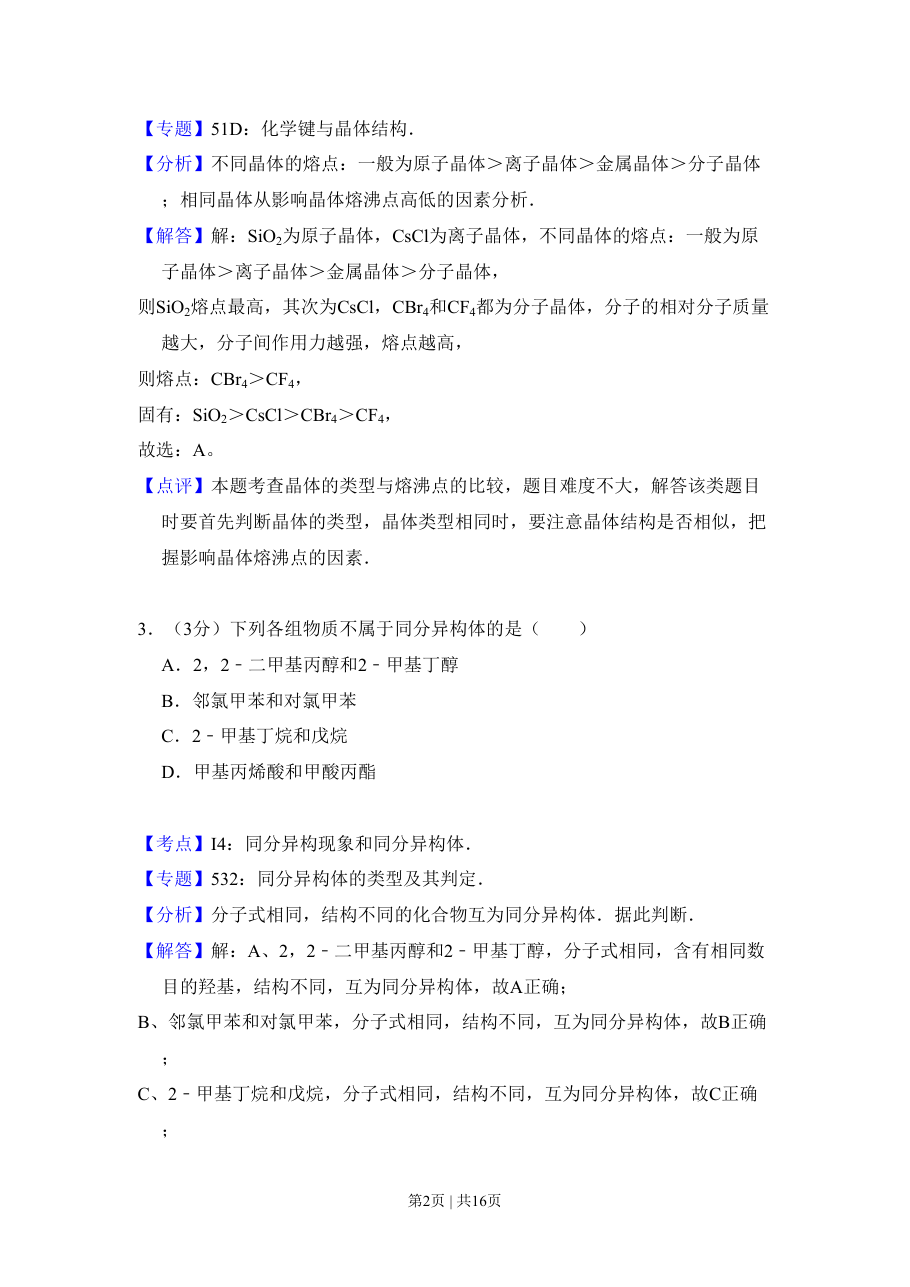 【专题】51D：化学键与晶体结构．
【分析】不同晶体的熔点：一般为原子晶体＞离子晶体＞金属晶体＞分子晶体
；相同晶体从影响晶体熔沸点高低的因素分析．
【解答】解：SiO₂为原子晶体，CsCl为离子晶体，不同晶体的熔点：一般为原
子晶体＞离子晶体＞金属晶体＞分子晶体，
则SiO₂熔点最高，其次为CsCl，CBr₄和CF₄都为分子晶体，分子的相对分子质量
越大，分子间作用力越强，熔点越高，
则熔点：CBr₄＞CF₄，
固有：SiO₂＞CsCl＞CBr₄＞CF₄，
故选：A。
【点评】本题考查晶体的类型与熔沸点的比较，题目难度不大，解答该类题目
时要首先判断晶体的类型，晶体类型相同时，要注意晶体结构是否相似，把
握影响晶体熔沸点的因素．
3．（3分）下列各组物质不属于同分异构体的是（　　）
A．2，2﹣二甲基丙醇和2﹣甲基丁醇
B．邻氯甲苯和对氯甲苯
C．2﹣甲基丁烷和戊烷
D．甲基丙烯酸和甲酸丙酯
【考点】I4：同分异构现象和同分异构体．
【专题】532：同分异构体的类型及其判定．
【分析】分子式相同，结构不同的化合物互为同分异构体．据此判断．
【解答】解：A、2，2﹣二甲基丙醇和2﹣甲基丁醇，分子式相同，含有相同数
目的羟基，结构不同，互为同分异构体，故A正确；
B、邻氯甲苯和对氯甲苯，分子式相同，结构不同，互为同分异构体，故B正确
；
C、2﹣甲基丁烷和戊烷，分子式相同，结构不同，互为同分异构体，故C正确
；
第2页 | 共16页